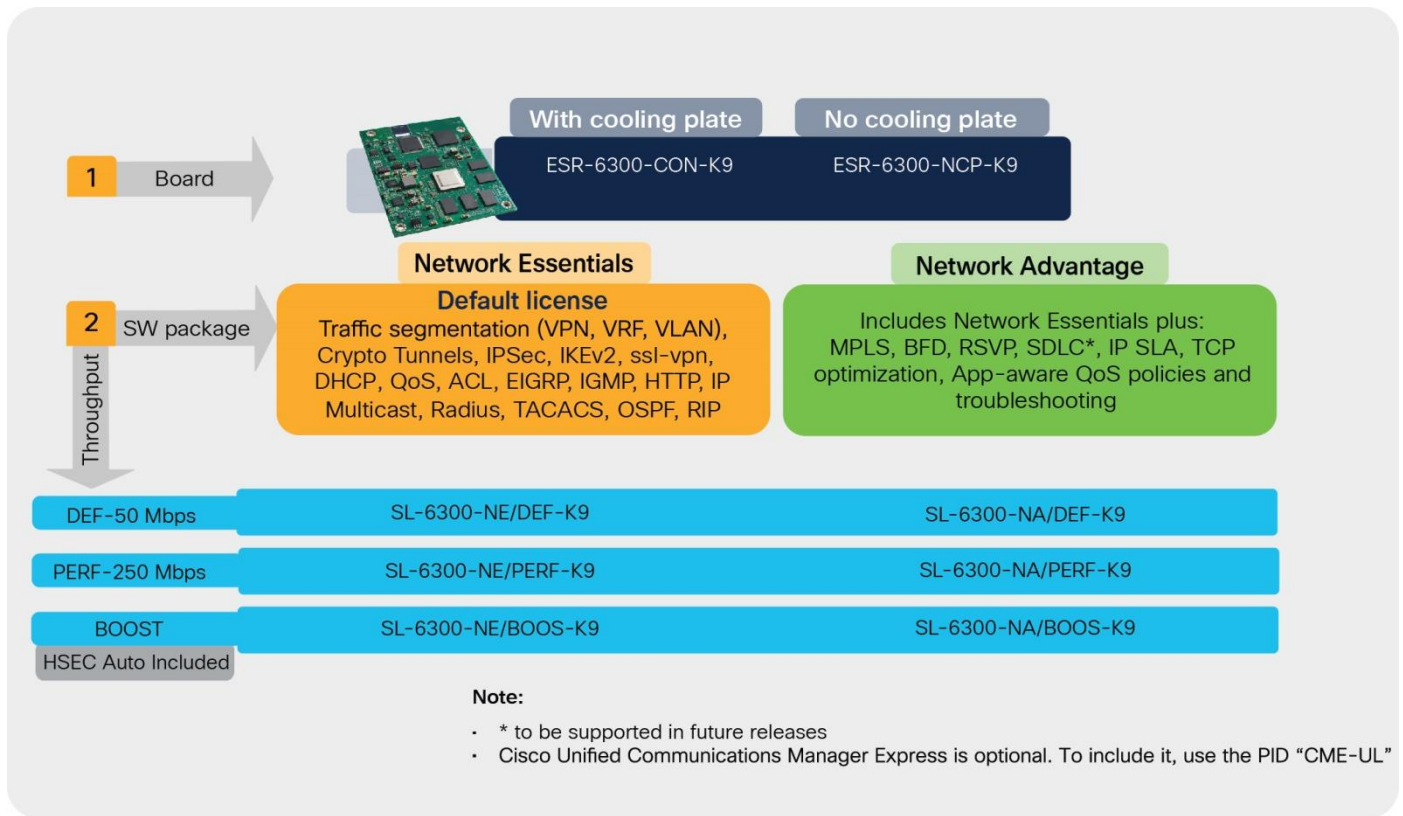 With cooling plate
No cooling plate
1
Board
ESR-6300-CON-K9
ESR-6300-NCP-K9
Network Essentials
Network Advantage
2
SW package
Throughput
Default license
Traffic segmentation (VPN, VRF, VLAN),
Crypto Tunnels, IPSec, IKEv2, ssl-vpn,
DHCP, QoS, ACL, EIGRP, IGMP, HTTP, IP
Multicast, Radius, TACACS, OSPF, RIP
Includes Network Essentials plus:
MPLS, BFD, RSVP, SDLC*, IP SLA, TCP
optimization, App-aware QoS policies and
troubleshooting
DEF-50 Mbps
SL-6300-NE/DEF-K9
SL-6300-NA/DEF-K9
PERF-250 Mbps
SL-6300-NE/PERF-K9
SL-6300-NA/PERF-K9
BOOST
SL-6300-NE/BOOS-K9
SL-6300-NA/BOOS-K9
HSEC Auto Included
Note:
• * to be supported in future releases
• Cisco Unified Communications Manager Express is optional. To include it, use the PID “CME-UL”